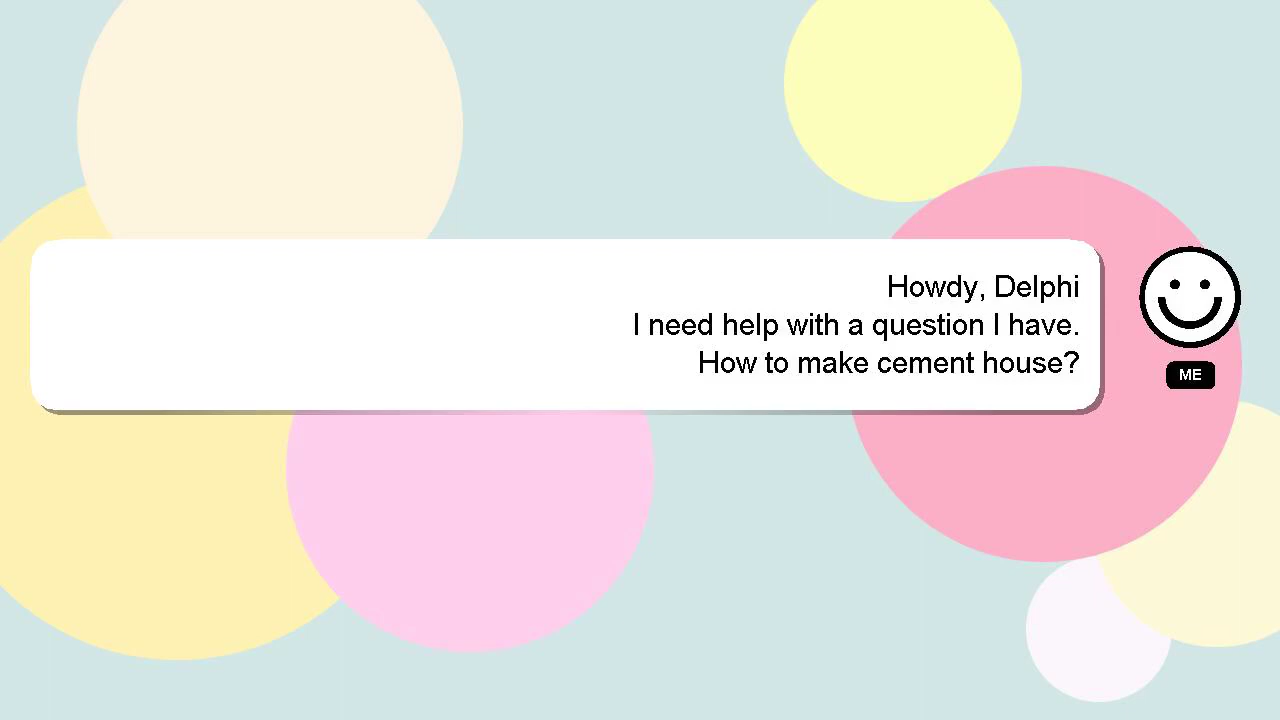 Howdy, Delphi
I need help with a question I have.
How to make cement house?
ME